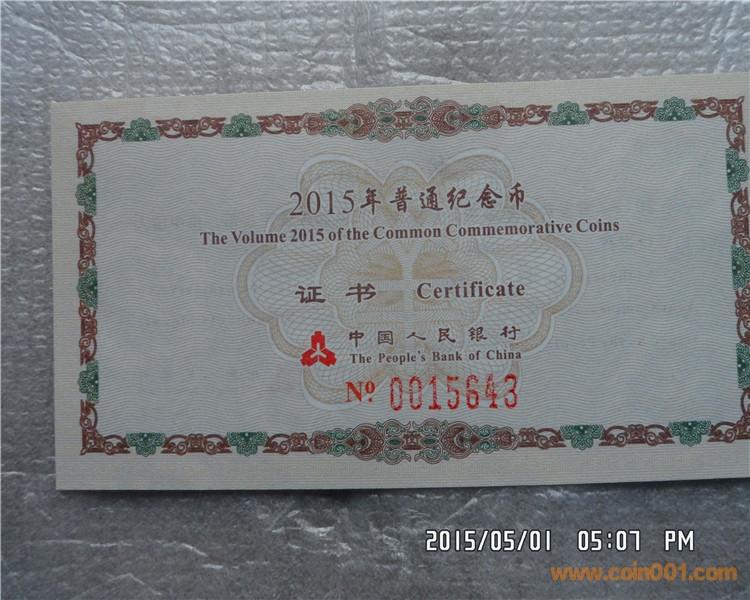 2015年普通纪念币
The Volume 2015 of the Common Commemorative Coins
证书 Certificate
中国人民银行
The People's Bank of China
Nº 0015643
2015/05/01 05:07 PM
www.coin001.com